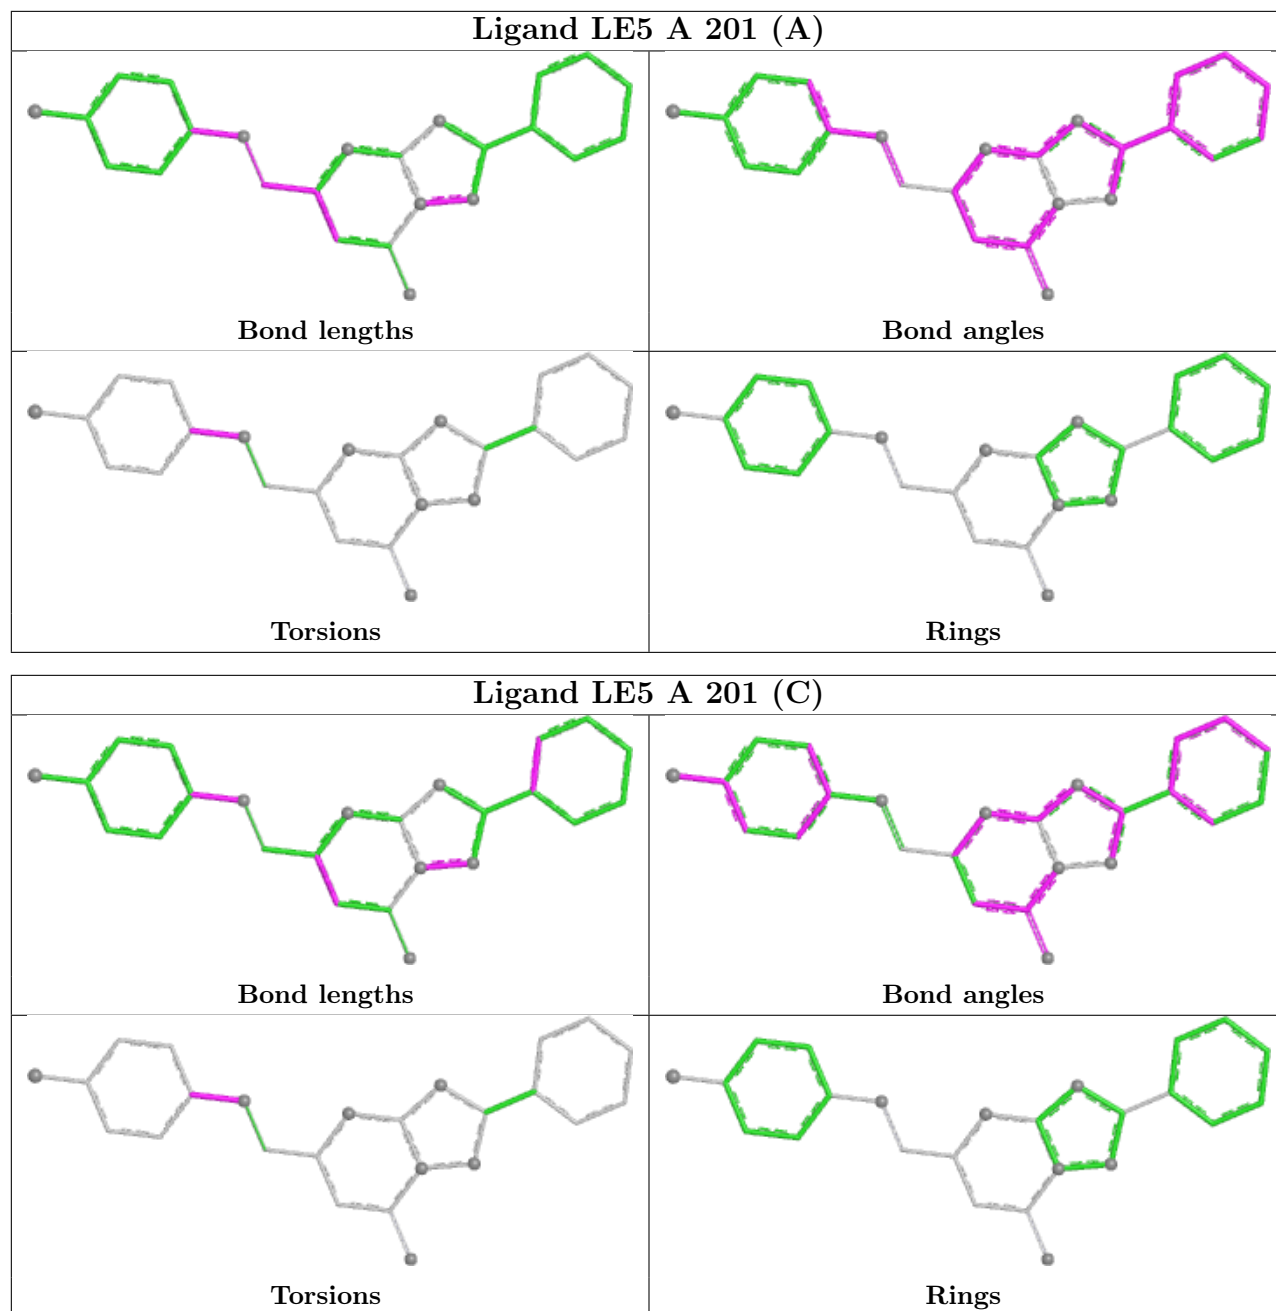 Ligand LE5 A 201 (A)
Bond lengths
Bond angles
Torsions
Rings
Ligand LE5 A 201 (C)
Bond lengths
Bond angles
Torsions
Rings